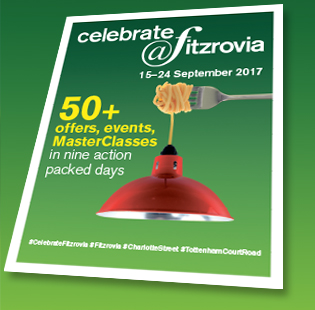 celebrate
@fitzrovia
15–24 September 2017
50+
offers, events,
MasterClasses
in nine action
packed days
#CelebrateFitzrovia #Fitzrovia #CharlotteStreet #TottenhamCourtRoad